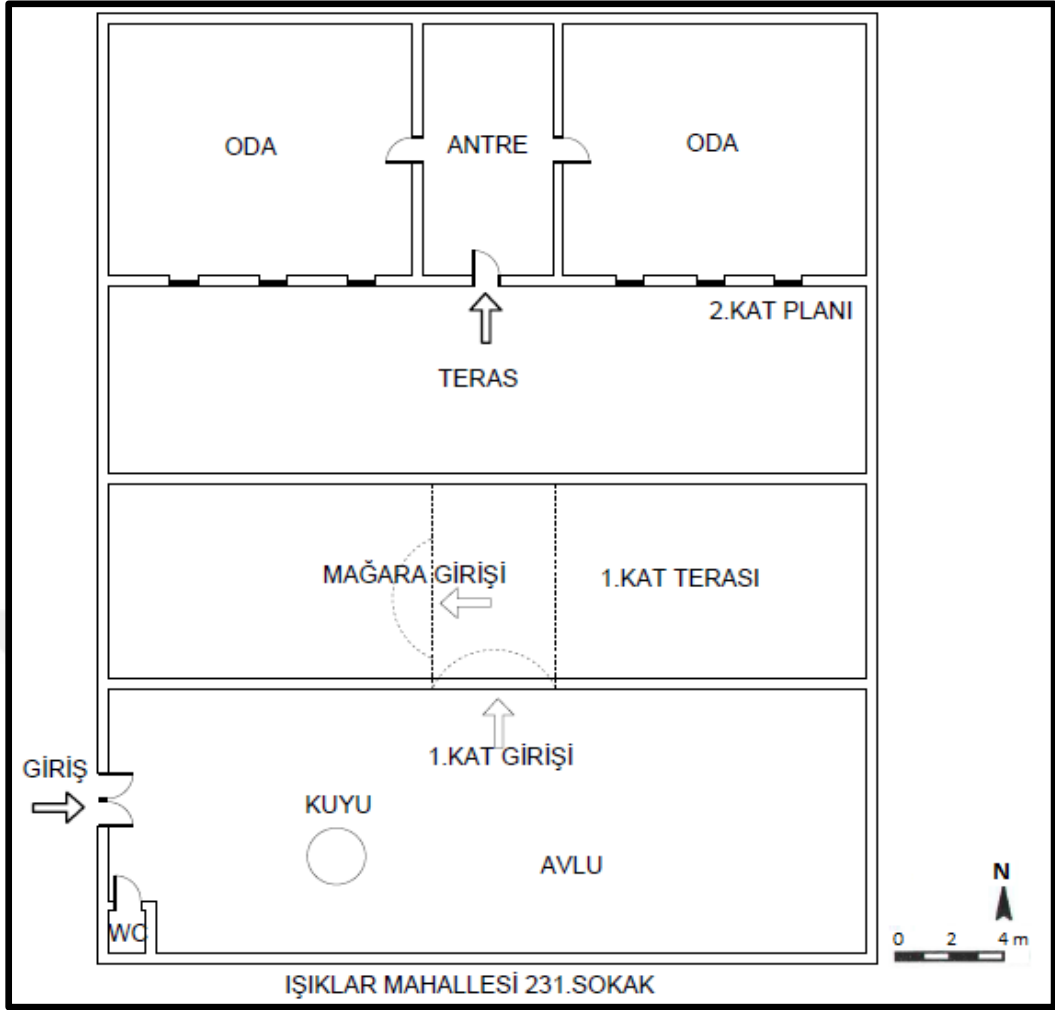 ODA
ANTRE
ODA
2.KAT PLANI
TERAS
MAĞARA GİRİŞİ
1.KAT TERASI
1.KAT GİRİŞİ
GİRİŞ
KUYU
AVLU
WC
N
0 2 4 m
IŞIKLAR MAHALLESİ 231.SOKAK